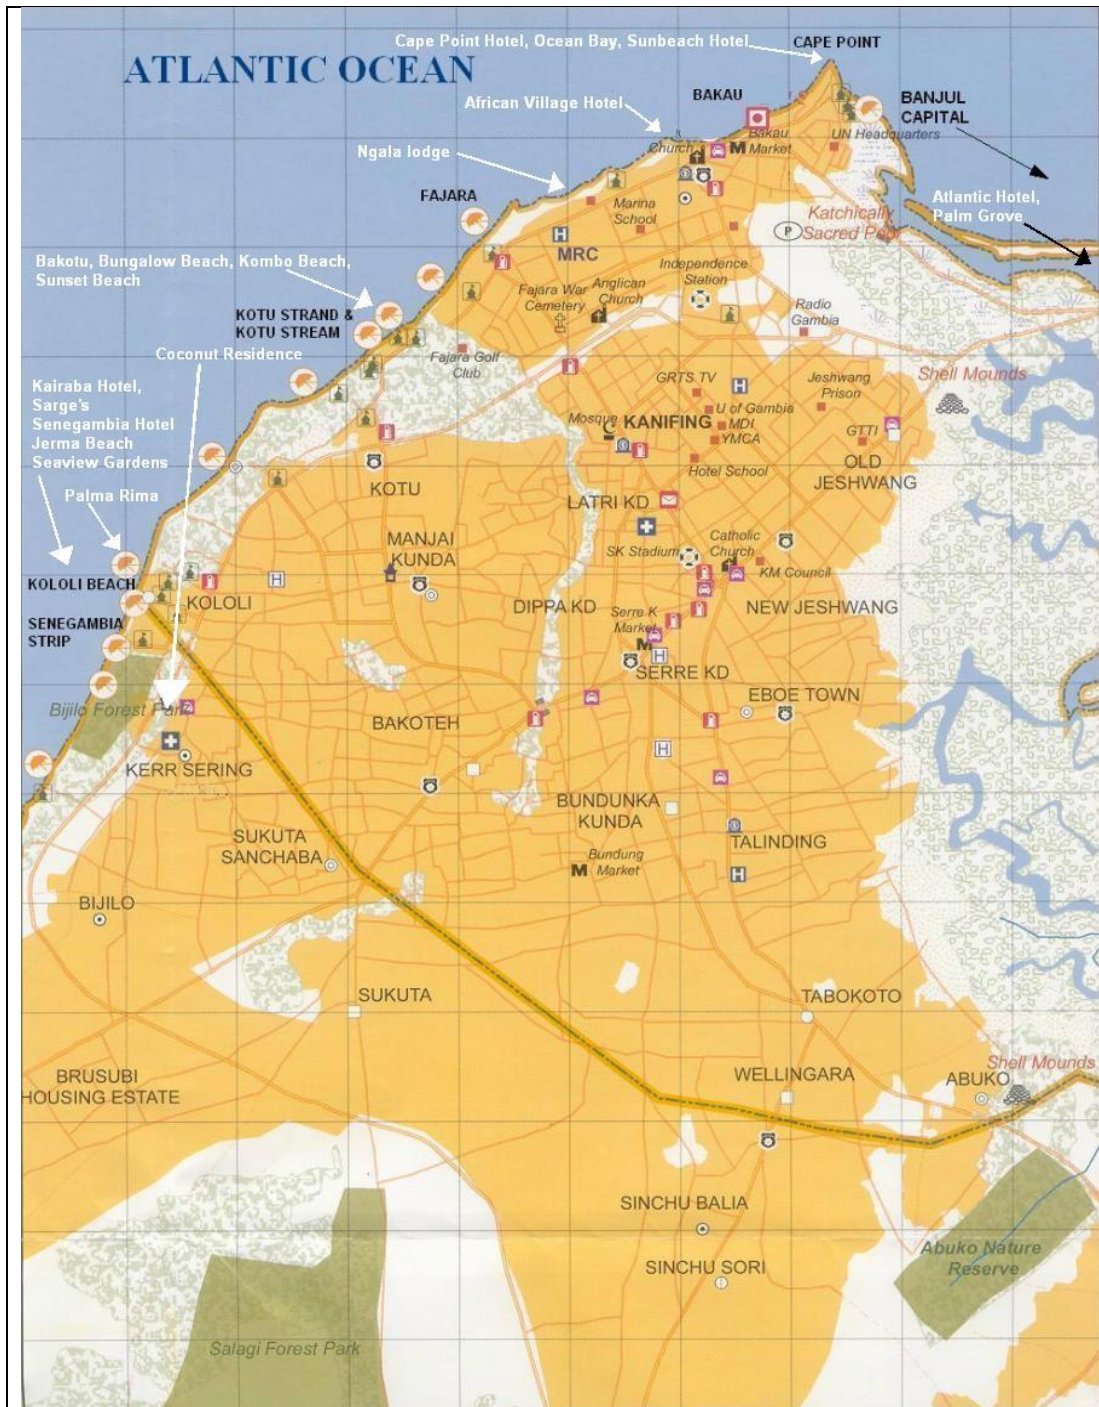 Cape Point Hotel, Ocean Bay, Sunbeach Hotel
CAPE POINT
ATLANTIC OCEAN
African Village Hotel
BAKAU
BANJUL
CAPITAL
Church
Bakau
Market
UN Headquarters
Ngala lodge
FAJARA
Marina
School
Atlantic Hotel,
Palm Grove
P
Katchically
Sacred Pool
MRC
Bakotu, Bungalow Beach, Kombo Beach,
Sunset Beach
Independence
Station
Fajara War
Cemetery
Anglican
Church
KOTU STRAND &
KOTU STREAM
Radio
Gambia
Coconut Residence
Fajara Golf
Club
Shell Mounds
Kairaba Hotel,
Sarge's
Senegambia Hotel
Jerma Beach
Seaview Gardens
GRTS TV
Jeshwang
Prison
Mosque
KANIFING
U of Gambia
MDI
YMCA
GTTI
Hotel School
OLD
JESHWANG
Palma Rima
KOTU
LATRI KD
MANJAI
KUNDA
SK Stadium
Catholic
Church
KM Council
KOLOLI BEACH
KOLOLI
DIPPA KD
NEW JESHWANG
SENEGAMBIA
STRIP
Serre K
Market
SERRE KD
EBOE TOWN
Bijilo Forest Park
BAKOTEH
KERR SERING
BUNDUNKA
KUNDA
SUKUTA
SANCHABA
TALINDING
Bundung
Market
BIJILO
SUKUTA
TABOKOTO
BRUSUBI
HOUSING ESTATE
WELLINGARA
Shell Mounds
ABUKO
SINCHU BALIA
Abuko Nature
Reserve
SINCHU SORI
Salagi Forest Park